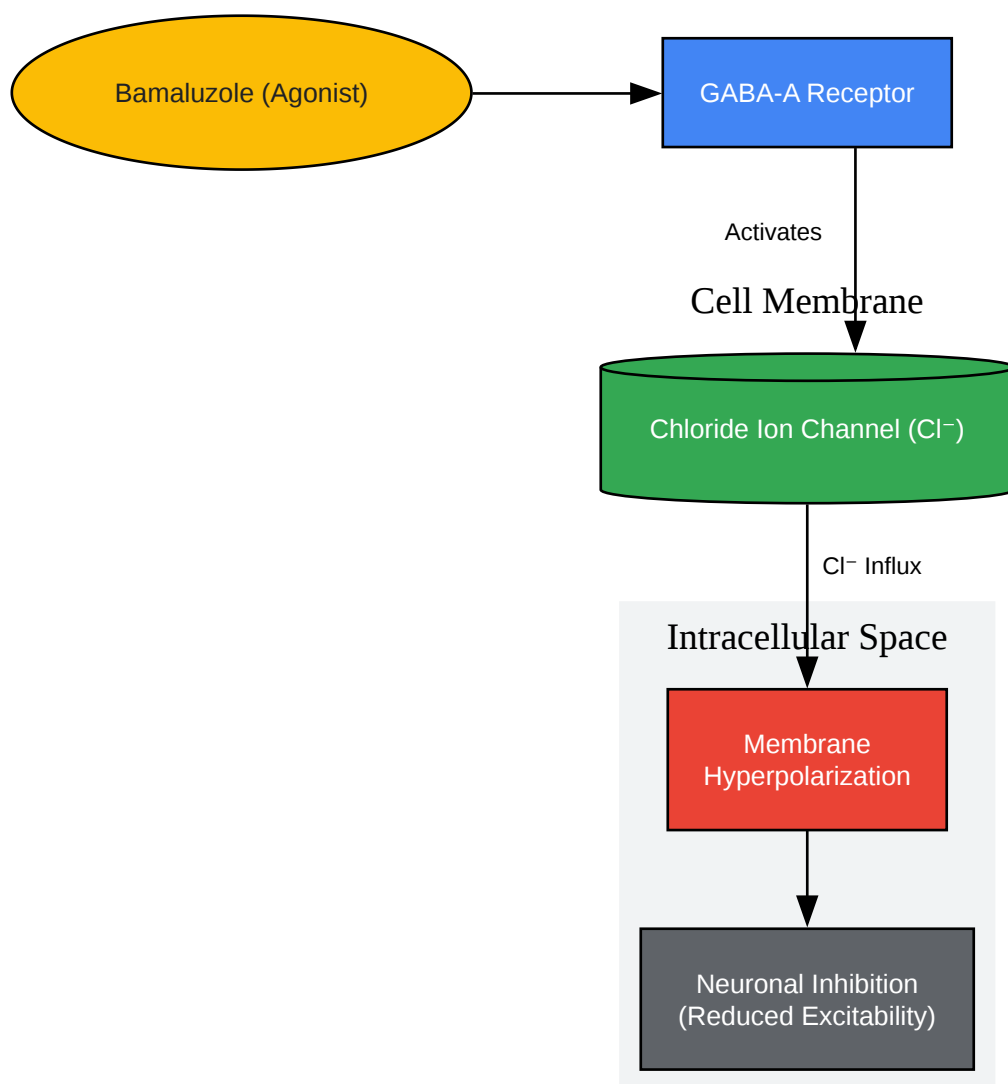 Bamaluzole (Agonist)
GABA-A Receptor
Activates
Cell Membrane
Chloride Ion Channel (Cl⁻)
Cl⁻ Influx
Intracellular Space
Membrane
Hyperpolarization
Neuronal Inhibition
(Reduced Excitability)